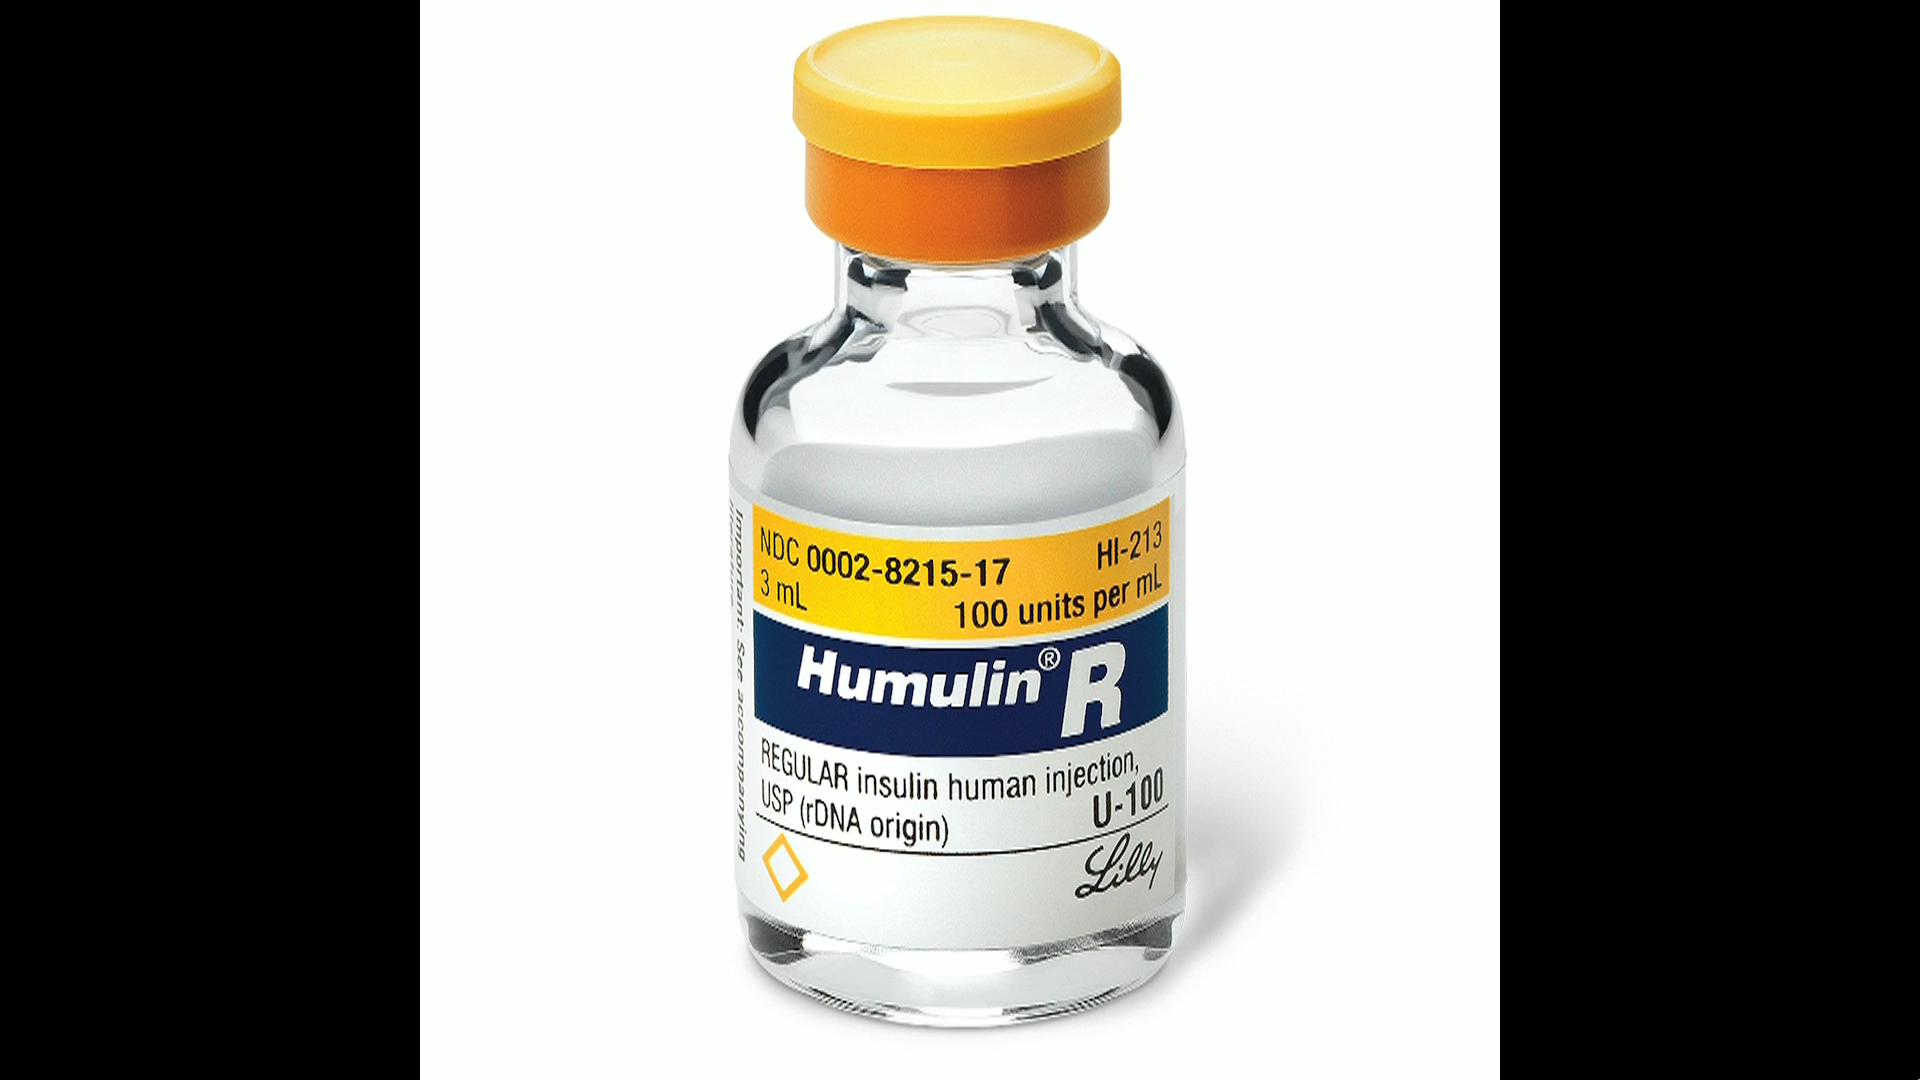 NDC 0002-8215-17 HI-213
3 mL 100 units per mL
Humulin® R
REGULAR insulin human injection,
USP (rDNA origin) U-100
Lilly
Important: See accompanying